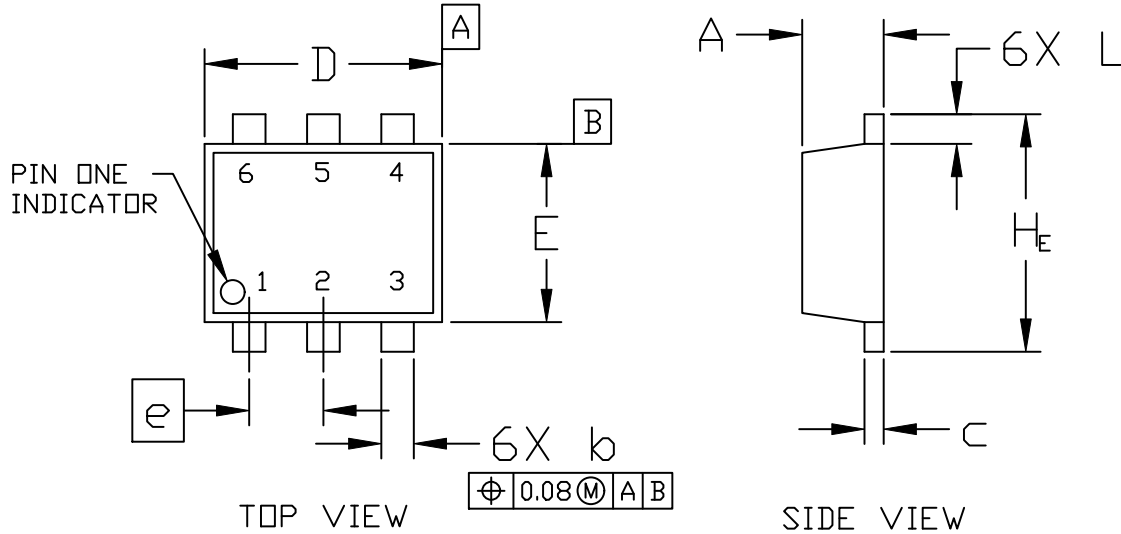 A
D
B
6 5 4
PIN ONE
INDICATOR
E
1 2 3
e
6X b
⌖ 0.08 Ⓜ A B
TOP VIEW
A
6X L
HE
c
SIDE VIEW